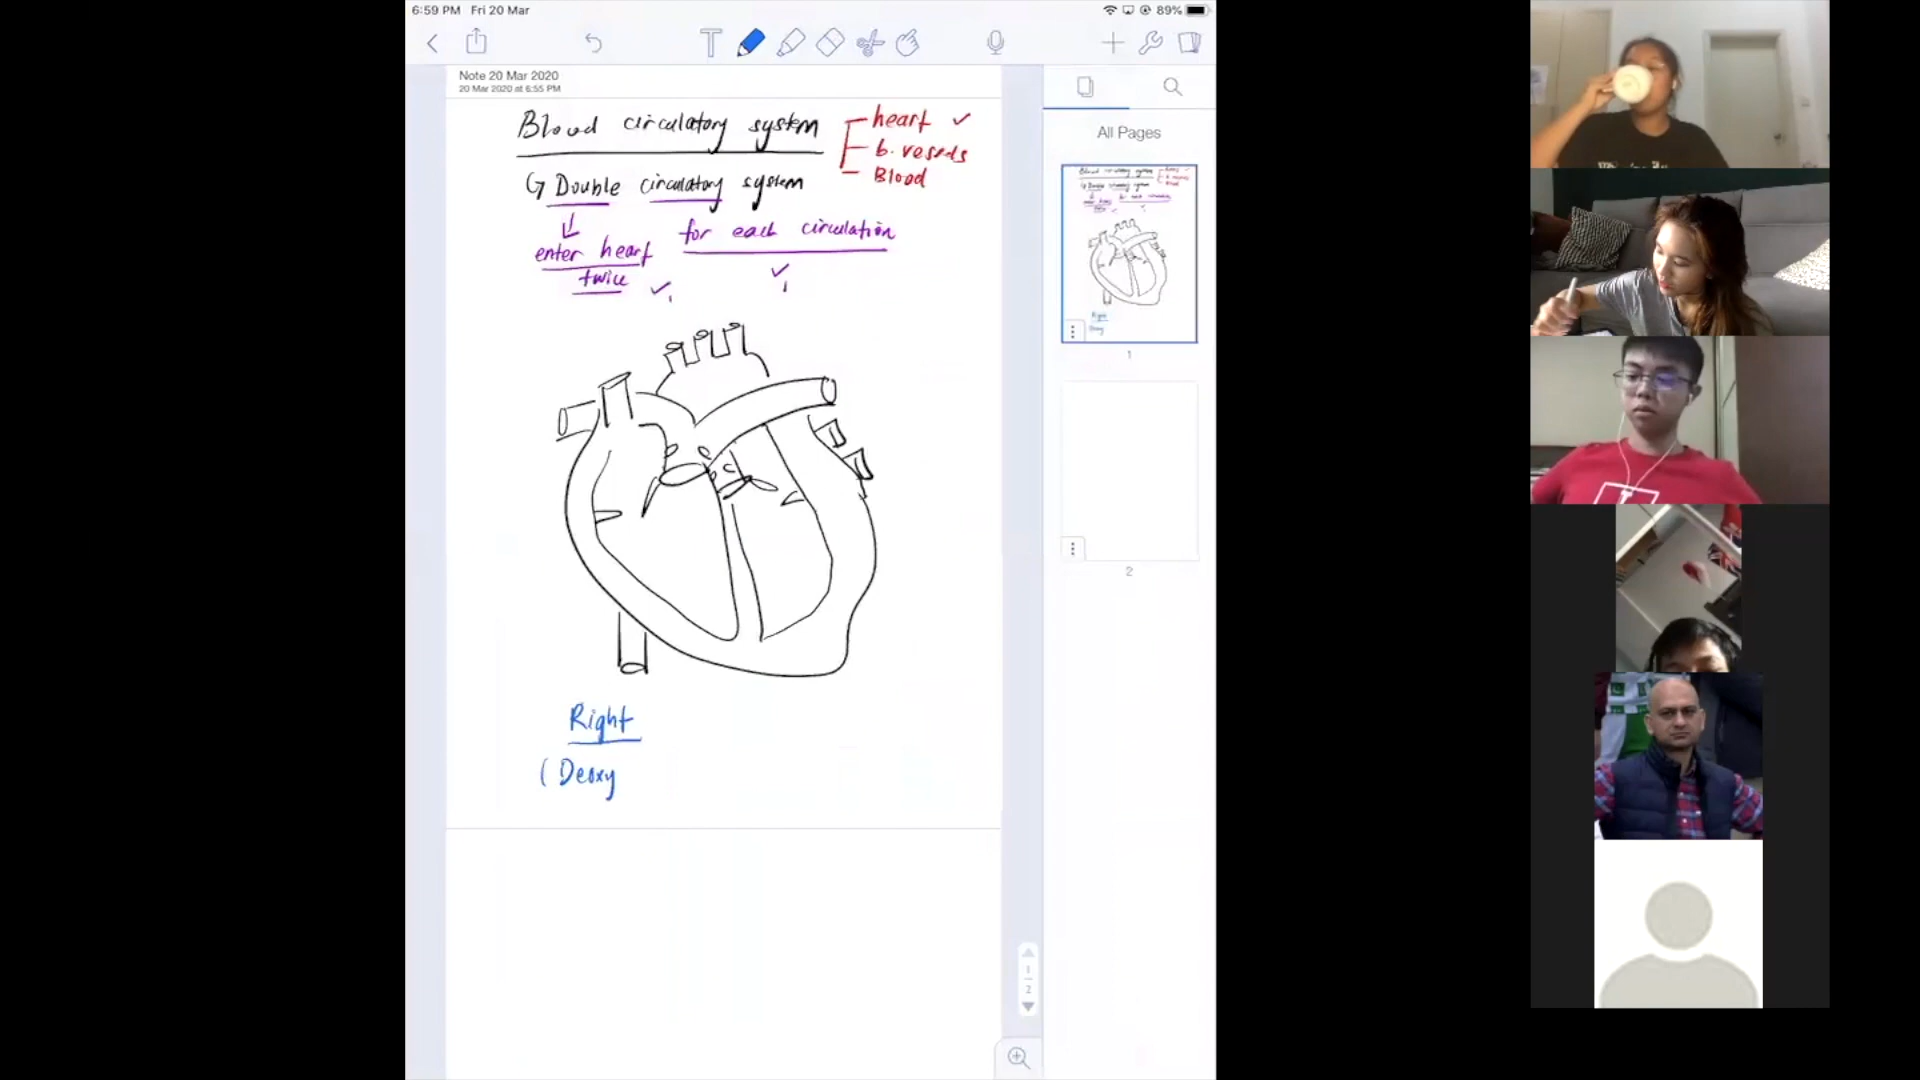 6:59 PM Fri 20 Mar
89%
Note 20 Mar 2020
20 Mar 2020 at 6:55 PM
Blood circulatory system
heart
b. vessels
Blood
Double circulatory system
enter heart
twice
for each circulation
Right
(Deoxy
All Pages
1
2
1
2